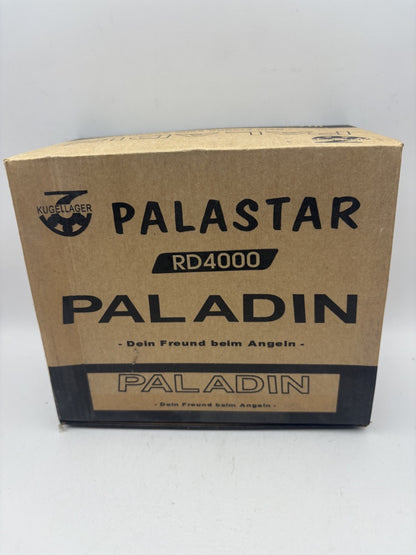 KUGELLAGER
PALASTAR
RD4000
PALADIN
- Dein Freund beim Angeln -
PALADIN
- Dein Freund beim Angeln -